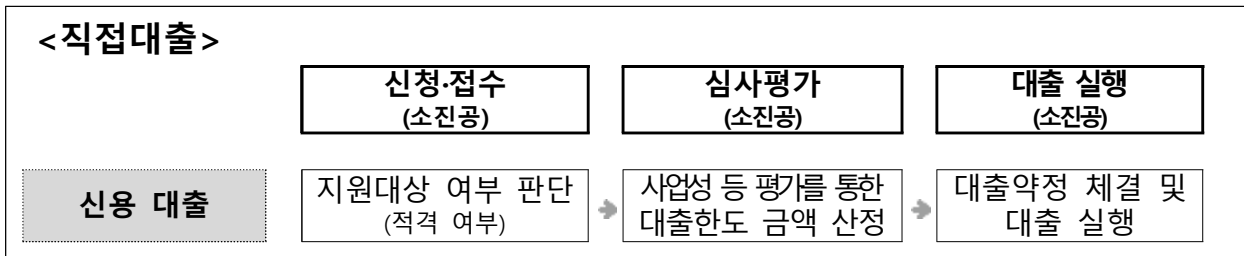 <직접대출>
신청·접수
(소진공)
심사평가
(소진공)
대출 실행
(소진공)
신용 대출
지원대상 여부 판단
(적격 여부)
사업성 등 평가를 통한
대출한도 금액 산정
대출약정 체결 및
대출 실행